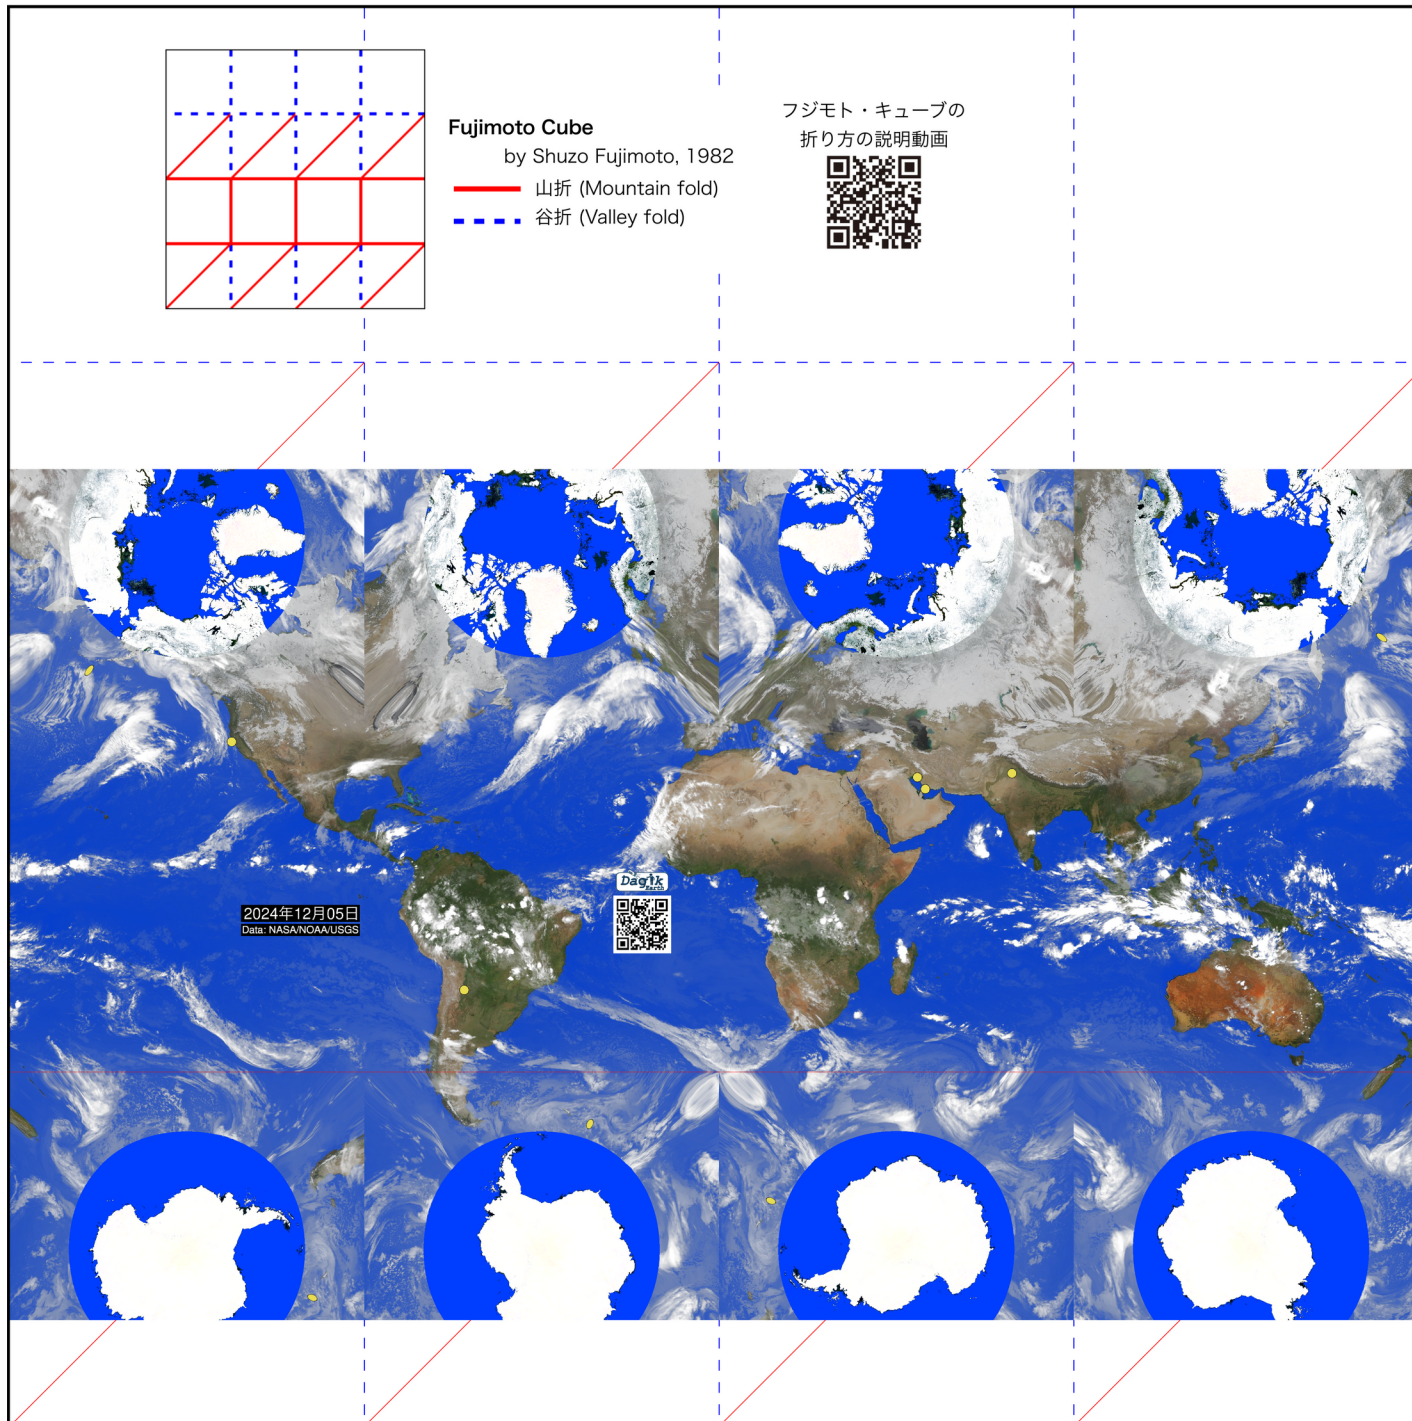 Fujimoto Cube
by Shuzo Fujimoto, 1982
山折 (Mountain fold)
谷折 (Valley fold)
フジモト・キューブの
折り方の説明動画
Dagik
Earth
2024年12月05日
Data: NASA/NOAA/USGS